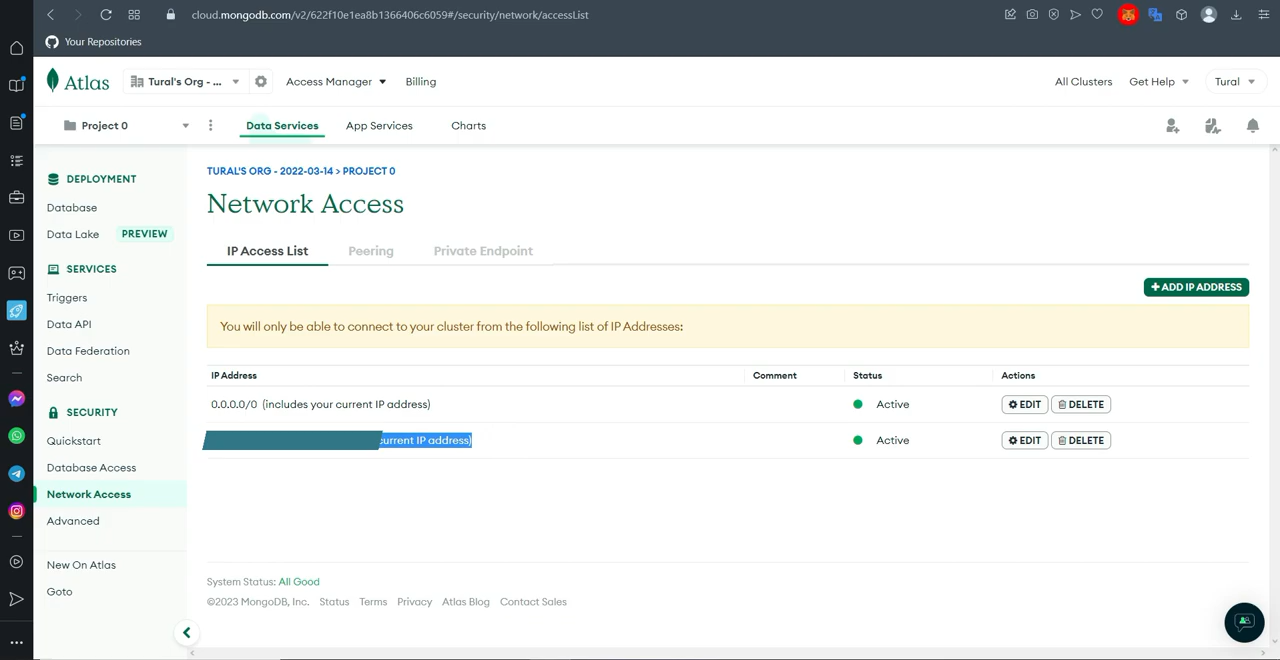 cloud.mongodb.com/v2/622f10e1ea8b1366406c6059#/security/network/accessList
Your Repositories
Atlas
Tural's Org - ...
Access Manager
Billing
All Clusters
Get Help
Tural
Project 0
Data Services
App Services
Charts
DEPLOYMENT
Database
Data Lake
PREVIEW
SERVICES
Triggers
Data API
Data Federation
Search
SECURITY
Quickstart
Database Access
Network Access
Advanced
New On Atlas
Goto
TURAL'S ORG - 2022-03-14 > PROJECT 0
Network Access
IP Access List
Peering
Private Endpoint
+ ADD IP ADDRESS
You will only be able to connect to your cluster from the following list of IP Addresses:
IP Address
Comment
Status
Actions
0.0.0.0/0 (includes your current IP address)
Active
EDIT
DELETE
current IP address)
Active
EDIT
DELETE
System Status: All Good
©2023 MongoDB, Inc.
Status
Terms
Privacy
Atlas Blog
Contact Sales